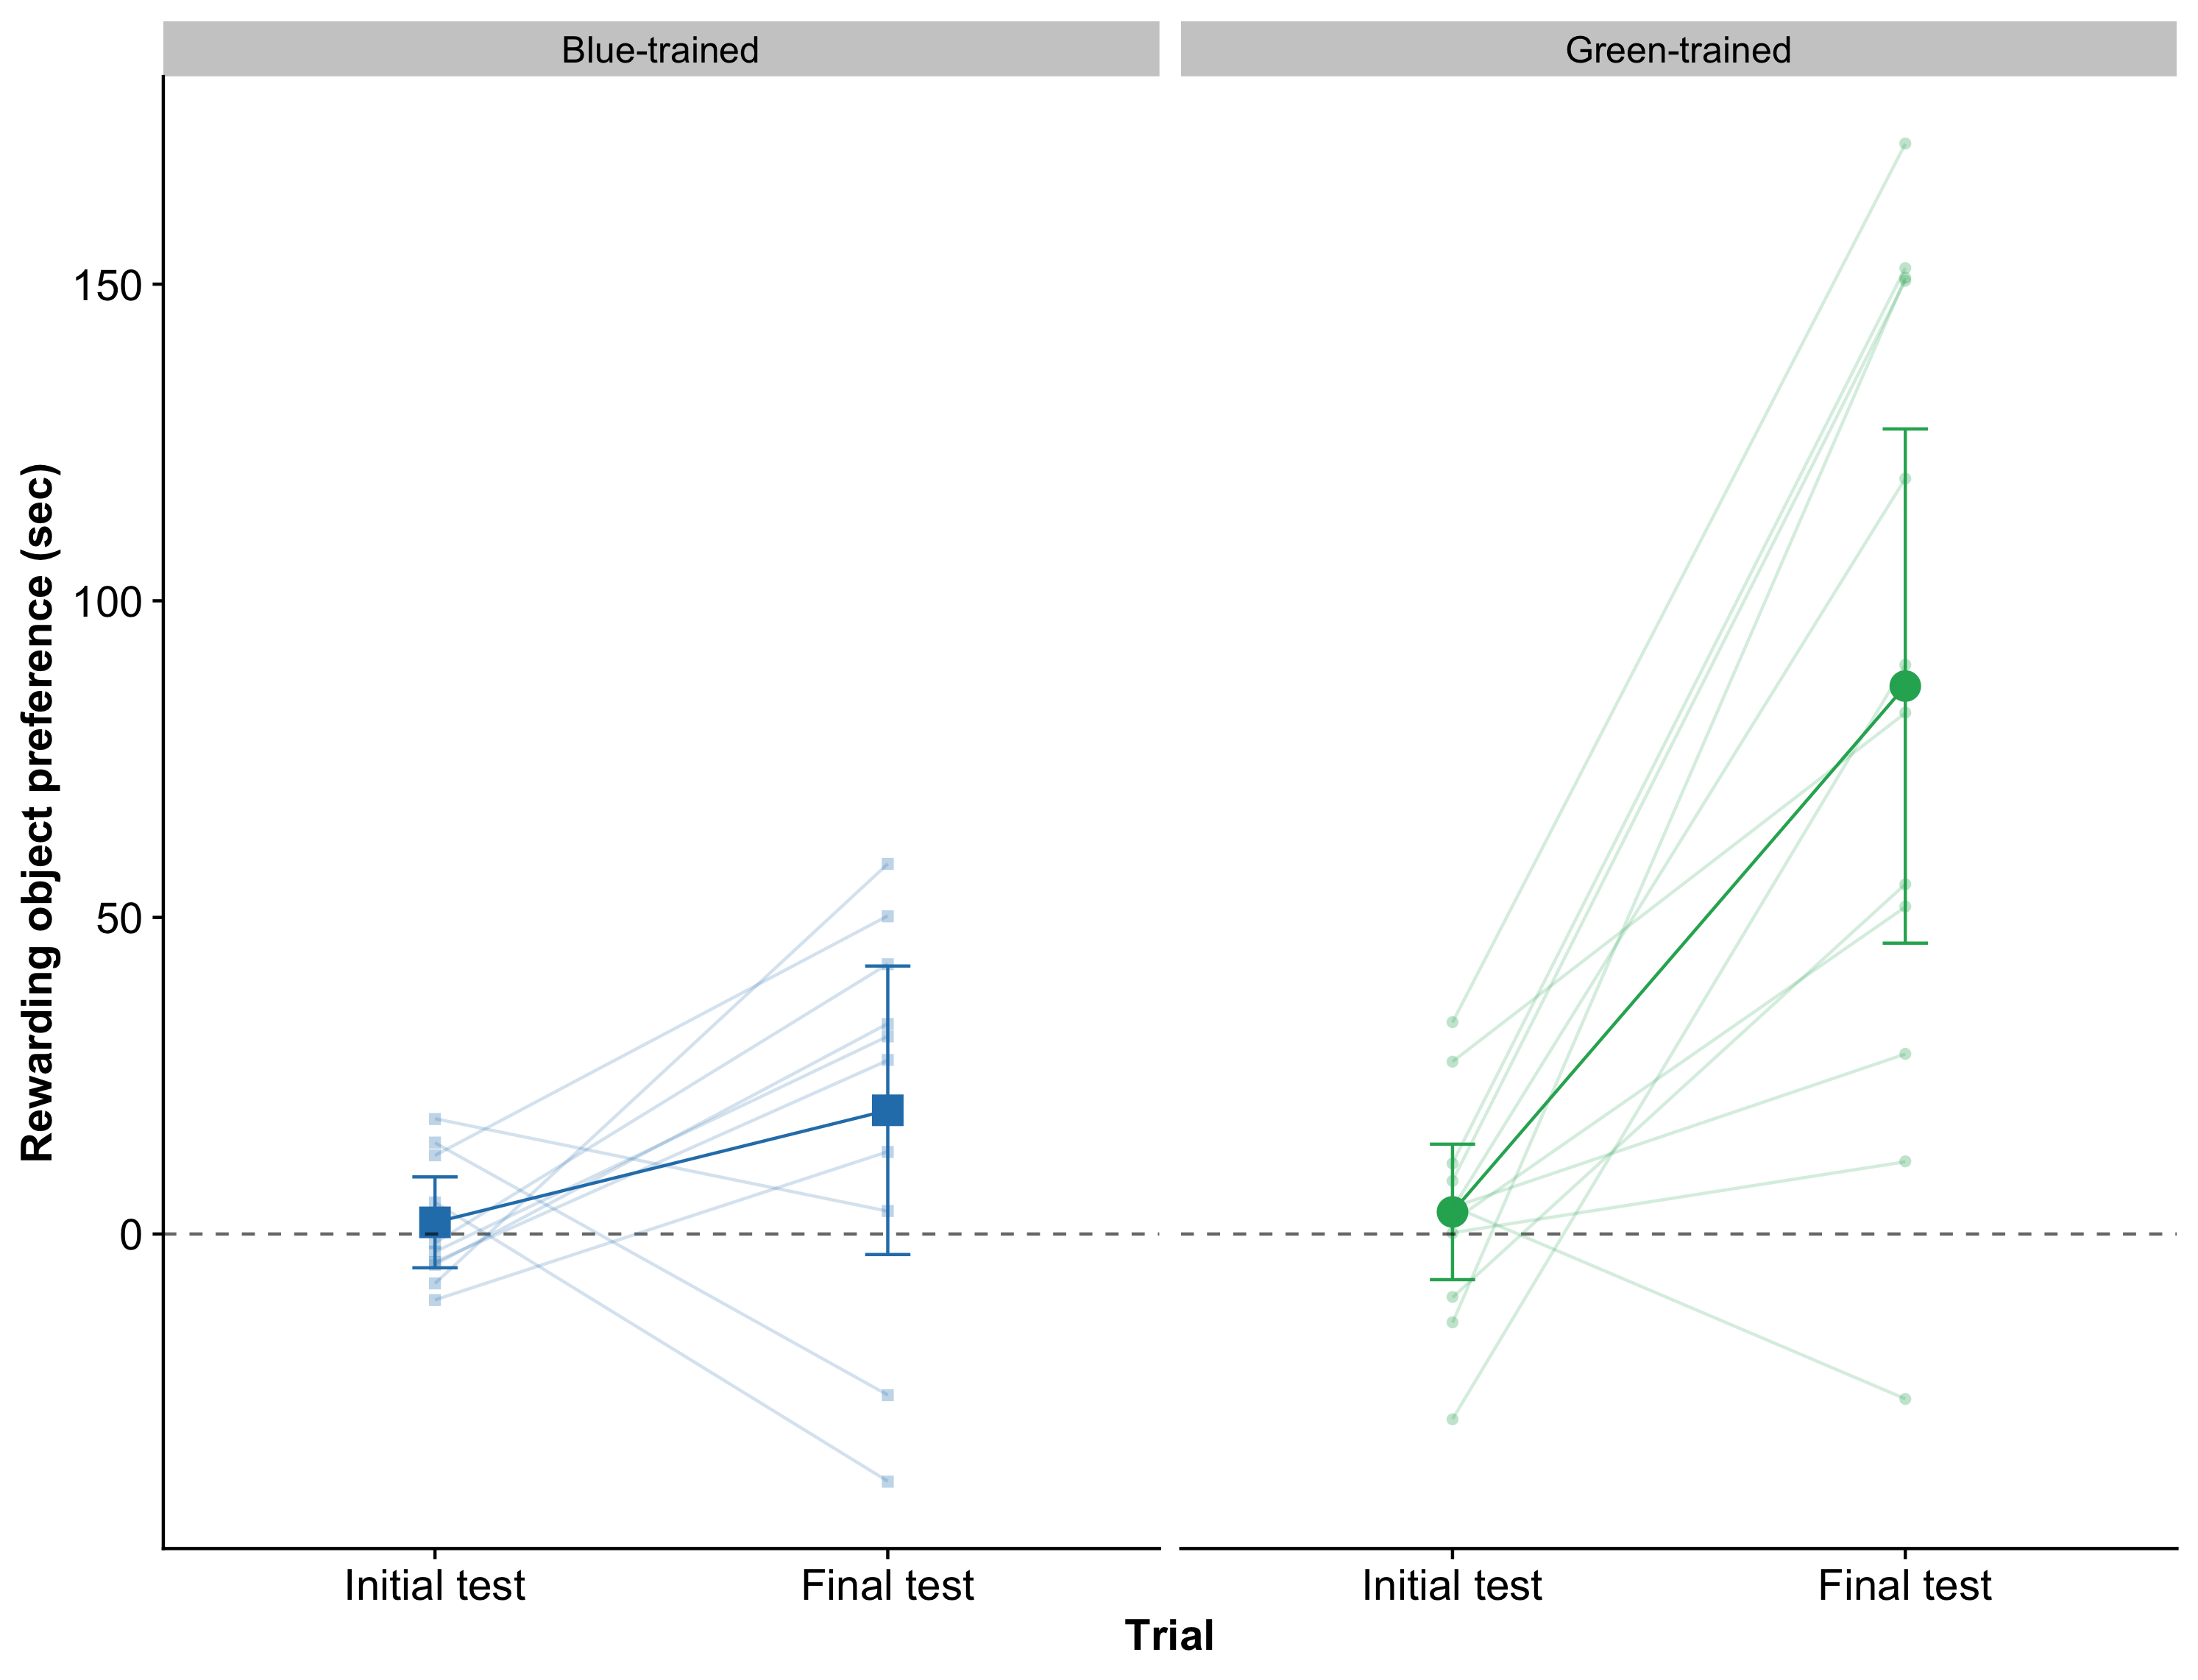 Blue-trained
Green-trained
Rewarding object preference (sec)
150
100
50
0
Initial test
Final test
Initial test
Final test
Trial